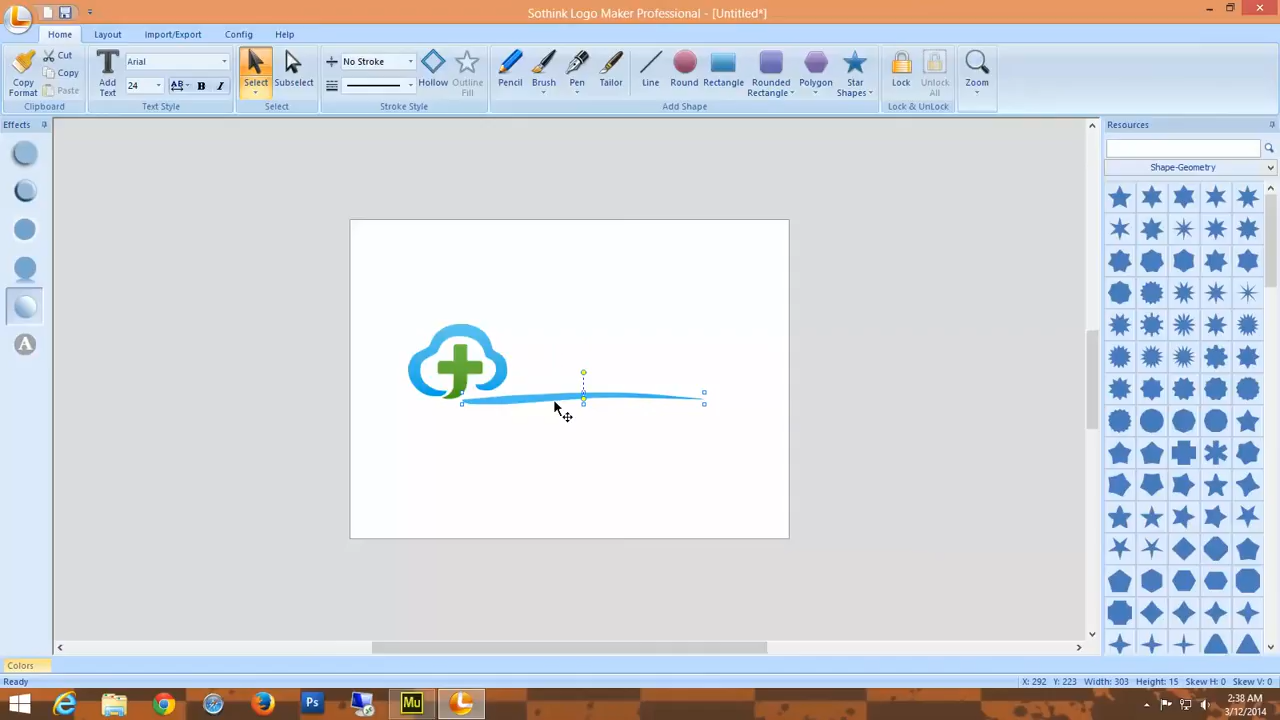 Sothink Logo Maker Professional - [Untitled*]
Home Layout Import/Export Config Help
Copy Format
Cut
Copy
Paste
Clipboard
Add Text
Arial
24
AB
B
I
Text Style
Select
Subselect
Select
No Stroke
Hollow
Outline Fill
Stroke Style
Pencil
Brush
Pen
Tailor
Line
Round
Rectangle
Rounded Rectangle
Polygon
Star Shapes
Add Shape
Lock
Unlock All
Lock & UnLock
Zoom
Effects
A
Resources
Shape-Geometry
Colors
Ready
X: 292 Y: 223 Width: 303 Height: 15 Skew H: 0 Skew V: 0
Ps
Mu
2:38 AM
3/12/2014